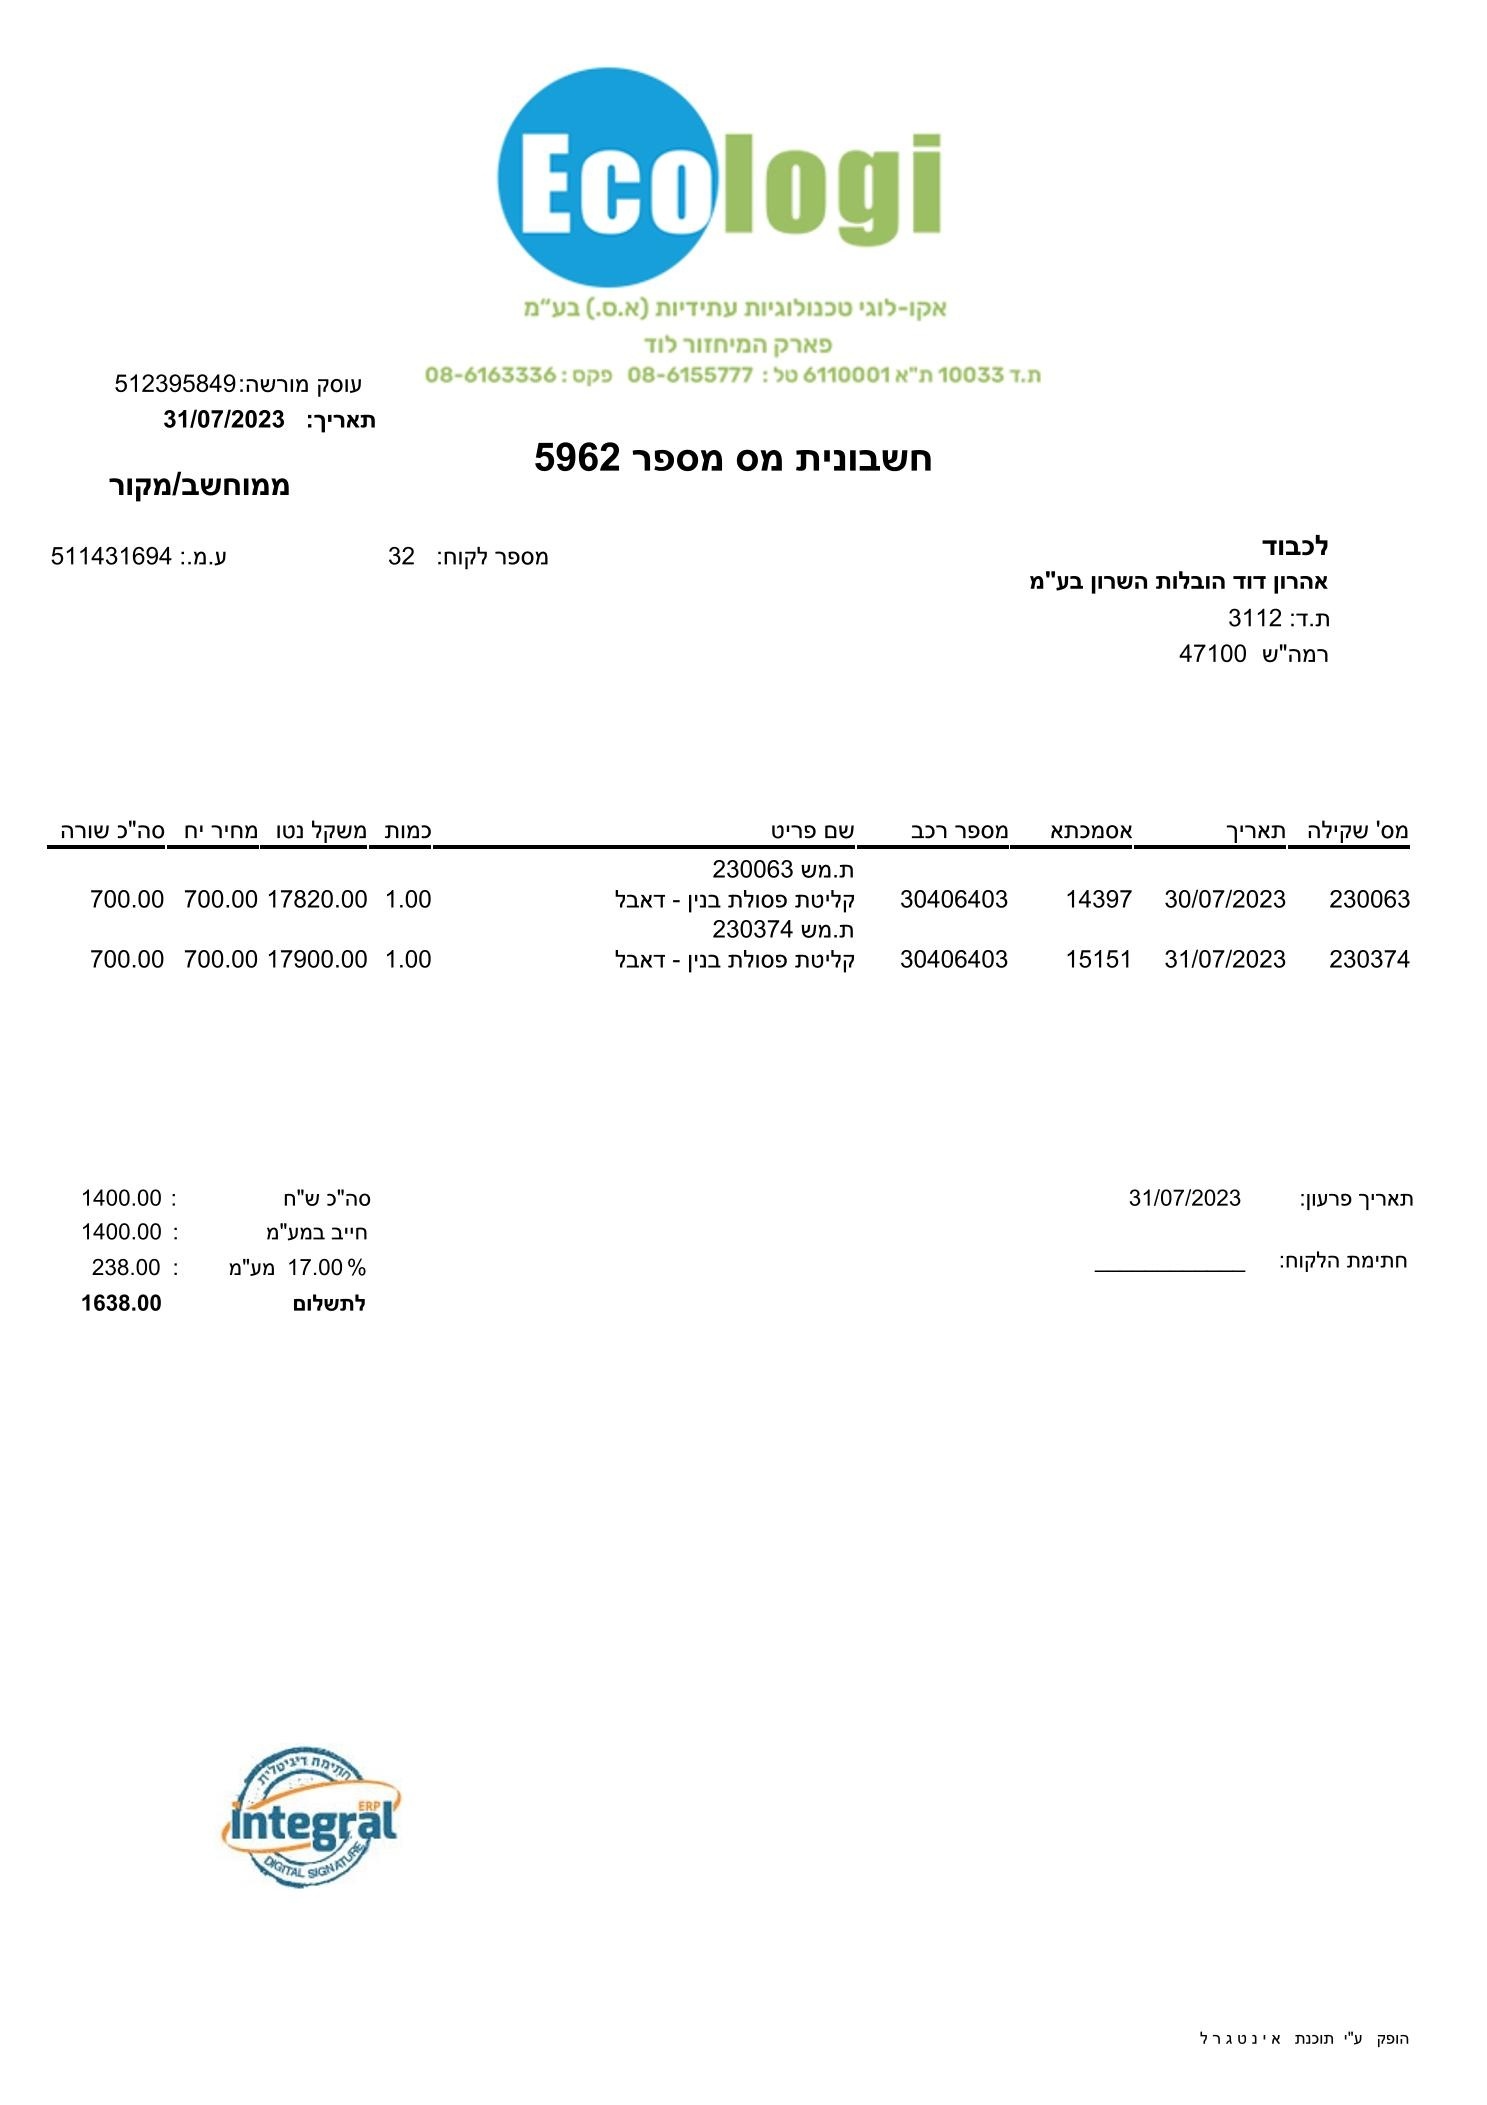 Ecologi
אקו-לוגי טכנולוגיות עתידיות (א.ס.) בע"מ
פארק המיחזור לוד
ת.ד 10033 ת"א 6110001 טל : 08-6155777 פקס : 08-6163336
עוסק מורשה: 512395849
תאריך: 31/07/2023
חשבונית מס מספר 5962
ממוחשב/מקור
לכבוד
מספר לקוח: 32 ע.מ.: 511431694
אהרון דוד הובלות השרון בע"מ
ת.ד: 3112
רמה"ש 47100
מס' שקילה תאריך אסמכתא מספר רכב שם פריט כמות משקל נטו מחיר יח סה"כ שורה
ת.מש 230063
230063 30/07/2023 14397 30406403 קליטת פסולת בנין - דאבל 1.00 17820.00 700.00 700.00
ת.מש 230374
230374 31/07/2023 15151 30406403 קליטת פסולת בנין - דאבל 1.00 17900.00 700.00 700.00
תאריך פרעון: 31/07/2023 סה"כ ש"ח : 1400.00
חייב במע"מ : 1400.00
חתימת הלקוח: ____________ % 17.00 מע"מ : 238.00
לתשלום 1638.00
חתימה דיגיטלית
ERP
integral
DIGITAL SIGNATURE
הופק ע"י תוכנת אינטגרל